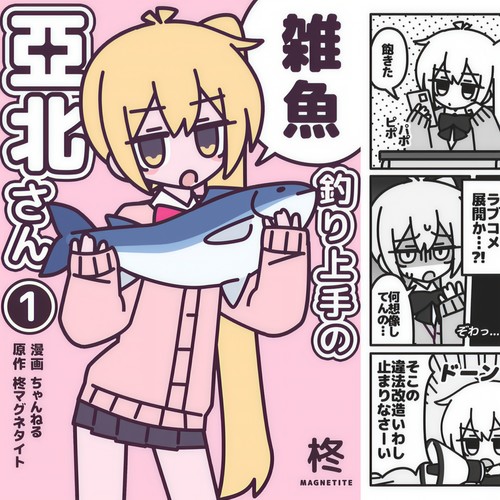 釣り上手の
亞北さん
1
漫画 ちゃんねる
原作 柊マグネタイト
雑魚
柊
MAGNETITE
飽きた
ピポ
パポ
ラブコメ
展開か…?!
何想像し
てんの…
ぞわっ…
ドーン
そこの
違法改造いわし
止まりなさーい